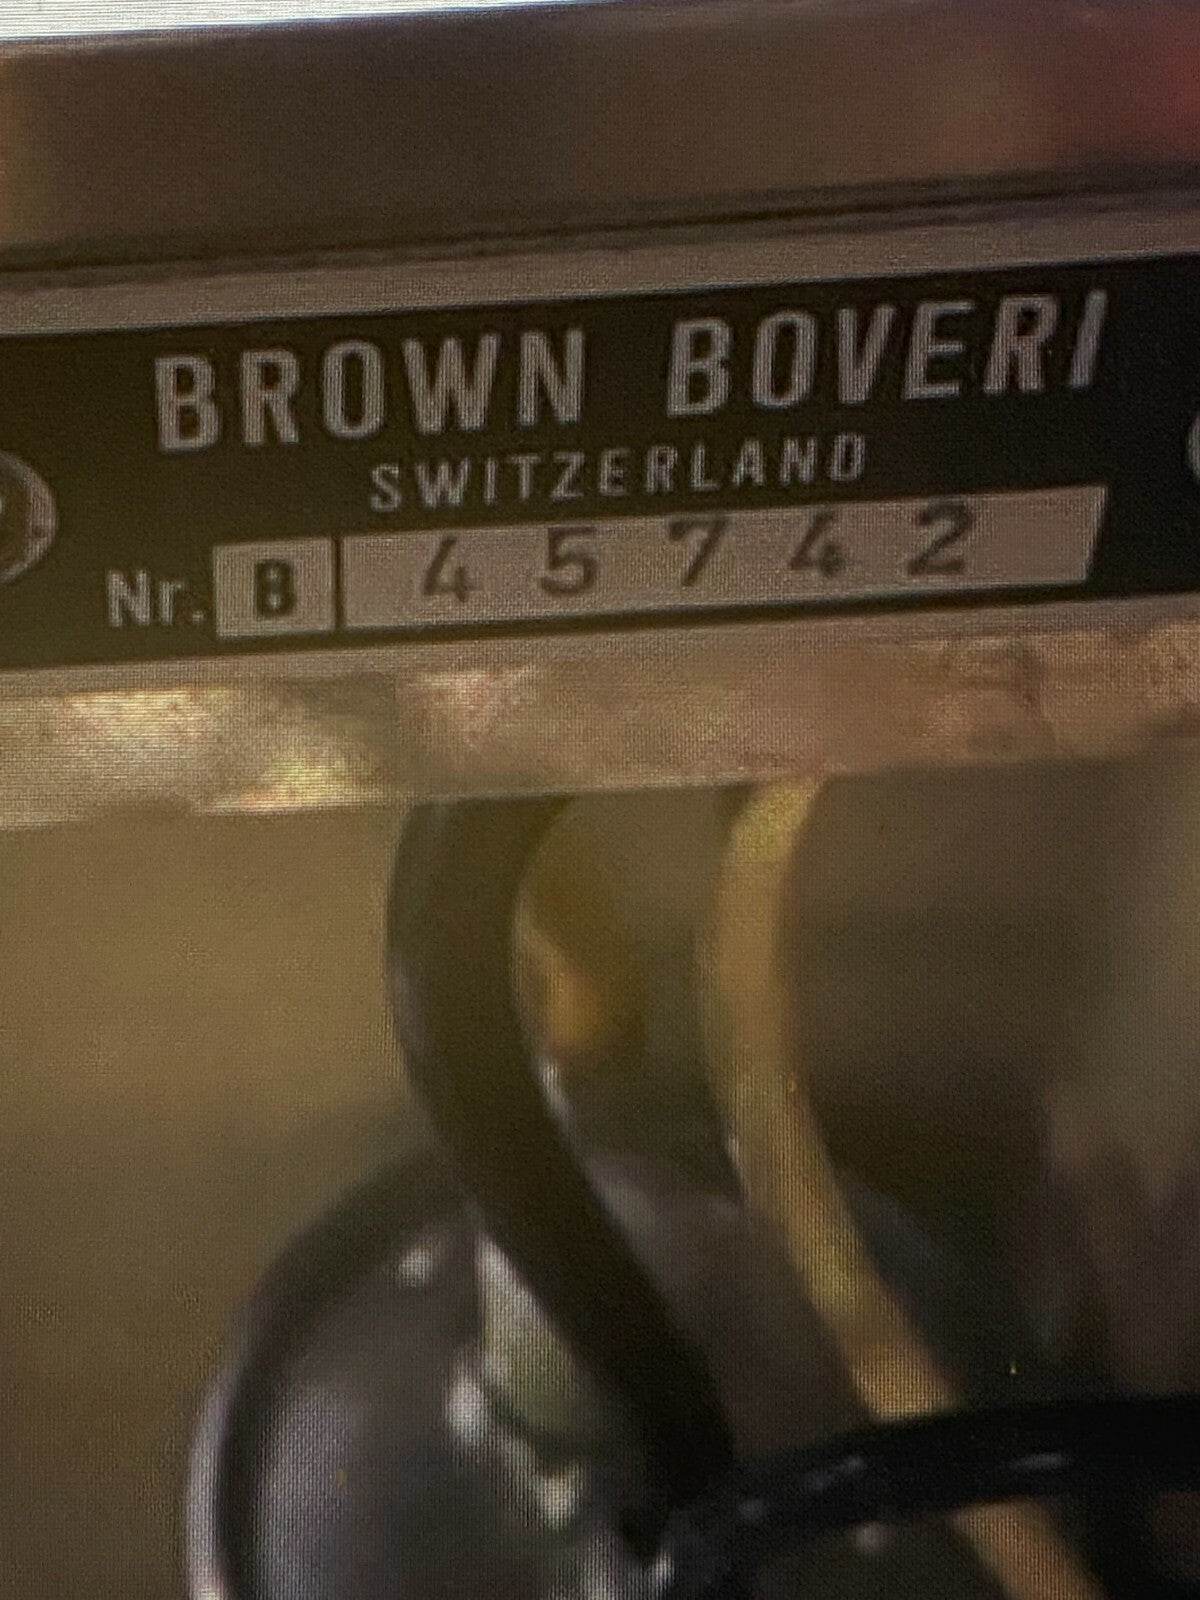 BROWN BOVERI
SWITZERLAND
Nr. B 45742